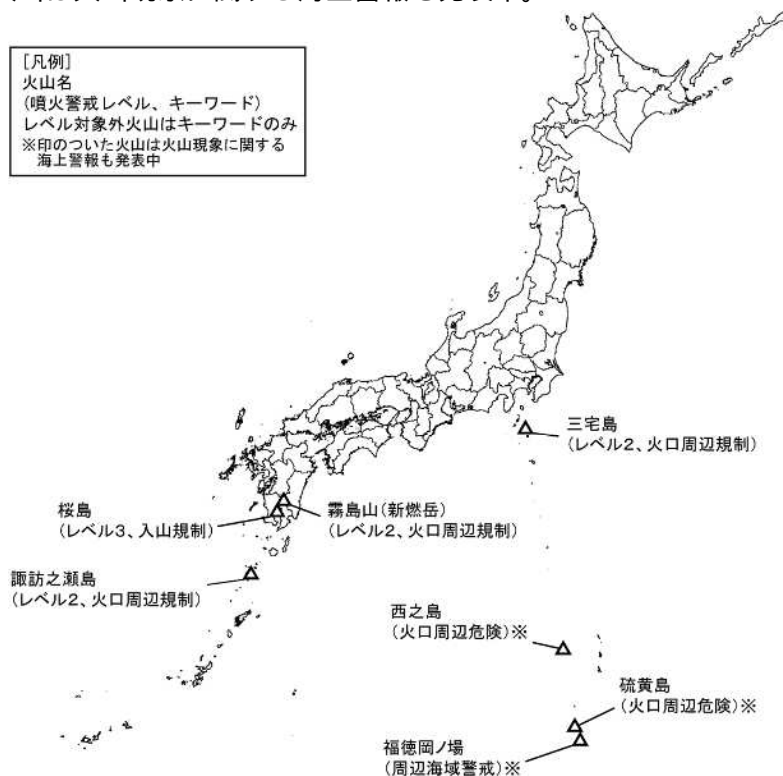 [凡例]
火山名
(噴火警戒レベル、キーワード)
レベル対象外火山はキーワードのみ
※印のついた火山は火山現象に関する
海上警報も発表中
三宅島
(レベル2、火口周辺規制)
桜島
(レベル3、入山規制)
霧島山(新燃岳)
(レベル2、火口周辺規制)
諏訪之瀬島
(レベル2、火口周辺規制)
西之島
(火口周辺危険)※
硫黄島
(火口周辺危険)※
福徳岡ノ場
(周辺海域警戒)※